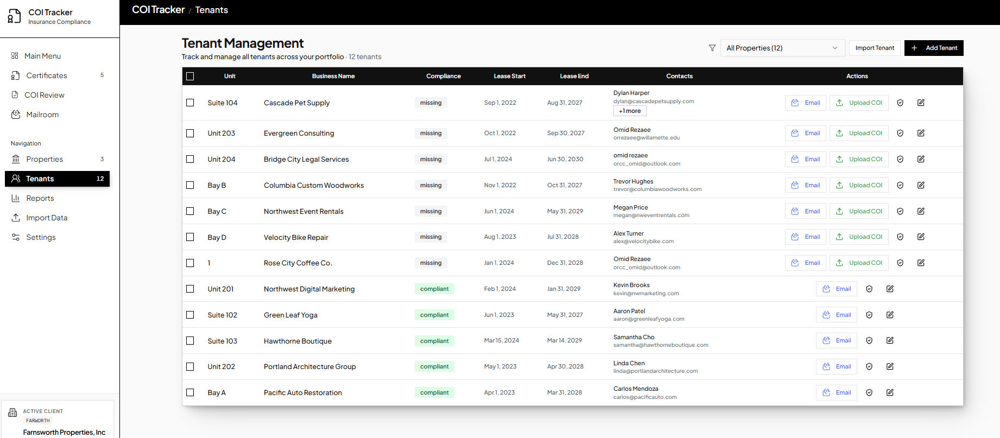 COI Tracker
Insurance Compliance
Main Menu
Certificates 5
COI Review
Mailroom
Navigation
Properties 3
Tenants 12
Reports
Import Data
Settings
ACTIVE CLIENT
FARWORTH
Farnsworth Properties, Inc
COI Tracker / Tenants
Tenant Management
Track and manage all tenants across your portfolio · 12 tenants
All Properties (12)
Import Tenant
+ Add Tenant
Unit Business Name Compliance Lease Start Lease End Contacts Actions
Suite 104 Cascade Pet Supply missing Sep 1, 2022 Aug 31, 2027 Dylan Harper Email Upload COI
dylan@cascadepetsupply.com
+1 more
Unit 203 Evergreen Consulting missing Oct 1, 2022 Sep 30, 2027 Omid Rezaee Email Upload COI
orrezaee@willamette.edu
Unit 204 Bridge City Legal Services missing Jul 1, 2024 Jun 30, 2030 omid rezaee Email Upload COI
orcc_omid@outlook.com
Bay B Columbia Custom Woodworks missing Nov 1, 2022 Oct 31, 2027 Trevor Hughes Email Upload COI
trevor@columbiawoodworks.com
Bay C Northwest Event Rentals missing Jun 1, 2024 May 31, 2029 Megan Price Email Upload COI
megan@nweventrentals.com
Bay D Velocity Bike Repair missing Aug 1, 2023 Jul 31, 2028 Alex Turner Email Upload COI
alex@velocitybike.com
1 Rose City Coffee Co. missing Jan 1, 2024 Dec 31, 2028 Omid Rezaee Email Upload COI
orcc_omid@outlook.com
Unit 201 Northwest Digital Marketing compliant Feb 1, 2024 Jan 31, 2029 Kevin Brooks Email
kevin@nwmarketing.com
Suite 102 Green Leaf Yoga compliant Jun 1, 2023 May 31, 2027 Aaron Patel Email
aaron@greenleafyoga.com
Suite 103 Hawthorne Boutique compliant Mar 15, 2024 Mar 14, 2029 Samantha Cho Email
samantha@hawthorneboutique.com
Unit 202 Portland Architecture Group compliant May 1, 2023 Apr 30, 2028 Linda Chen Email
linda@portlandarchitecture.com
Bay A Pacific Auto Restoration compliant Apr 1, 2023 Mar 31, 2028 Carlos Mendoza Email
carlos@pacificauto.com